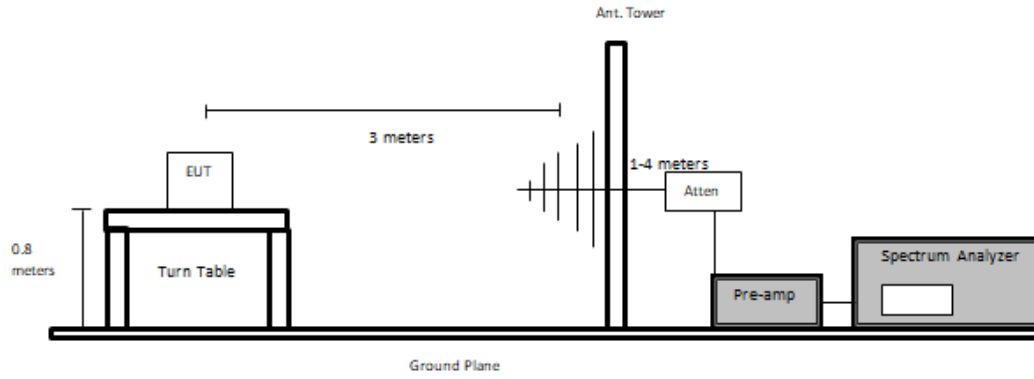 Ant. Tower
3 meters
1-4 meters
EUT
Atten
0.8
meters
Turn Table
Spectrum Analyzer
Pre-amp
Ground Plane